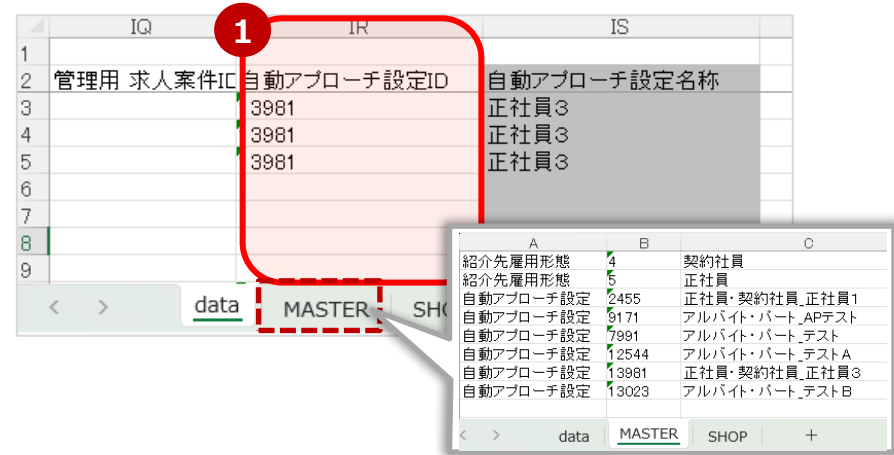 IQ 1 IR IS
1
2 管理用 求人案件ID 自動アプローチ設定ID 自動アプローチ設定名称
3 3981 正社員3
4 3981 正社員3
5 3981 正社員3
6
7
8
9
< > data MASTER SHO
A B C
紹介先雇用形態 4 契約社員
紹介先雇用形態 5 正社員
自動アプローチ設定 2455 正社員・契約社員_正社員1
自動アプローチ設定 9171 アルバイト・パート_APテスト
自動アプローチ設定 7991 アルバイト・パート_テスト
自動アプローチ設定 12544 アルバイト・パート_テストA
自動アプローチ設定 13981 正社員・契約社員_正社員3
自動アプローチ設定 13023 アルバイト・パート_テストB
< > data MASTER SHOP +